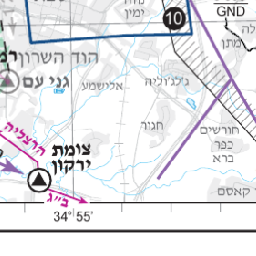 GND
ימין
10
מתן
הוד השרון
גני עם
אלישמע
ג'לג'וליה
חגור
חורשים
כפר
ברא
הרצליה
צומת
ירקון
כ קאסם
ב"ג
34° 55'